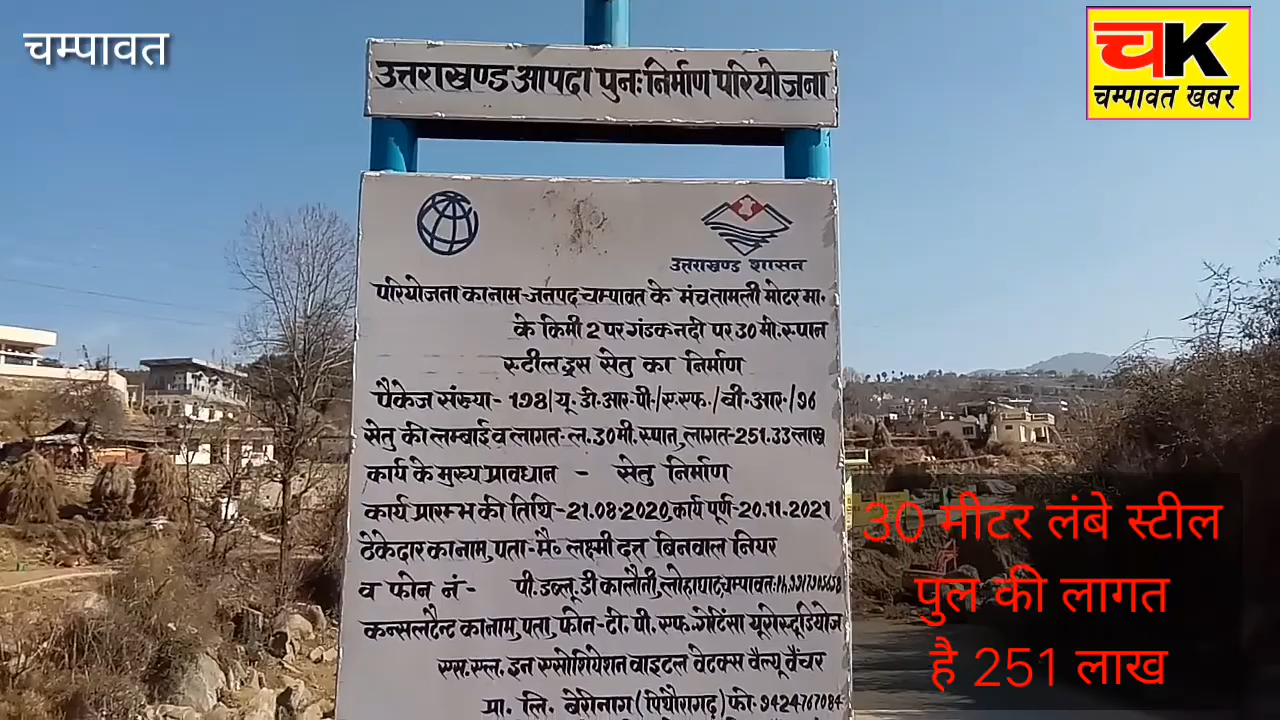 चम्पावत
चK
चम्पावत खबर
उत्तराखण्ड आपदा पुनःनिर्माण परियोजना
उत्तराखण्ड शासन
परियोजना का नाम-जनपद चम्पावत के मंचतामली मोटर मा.
के किमी 2 पर गंडक नदी पर 30 मी.स्पान
स्टील ट्रस सेतु का निर्माण
पैकेज संख्या- 198/यू.डी.आर.पी/ए.एफ./बी.आर/
सेतु की लम्बाई व लागत-ल.30मी.स्पान,लागत-251.33लाख
कार्य के मुख्य प्रावधान - सेतु निर्माण
कार्य प्रारम्भ की तिथि-21.08.2020,कार्य पूर्ण-20.11.2021
ठेकेदार का नाम,पता-मै० लक्ष्मी दत्त बिनवाल नियर
व फोन नं- पी.डब्लू.डी कालौनी,लोहाघाट,चम्पावत
कन्सलटैन्ट का नाम,पता,फोन-टी.पी.एफ.गेटिंसा यूरोस्टूडियोज
एस.एल.इन एसोशियेशन वाइटल वेटक्स वैल्यू वैंचर
प्रा. लि. बेरीनाग(पिथौरागढ़)फो.
30 मीटर लंबे स्टील
पुल की लागत
है 251 लाख